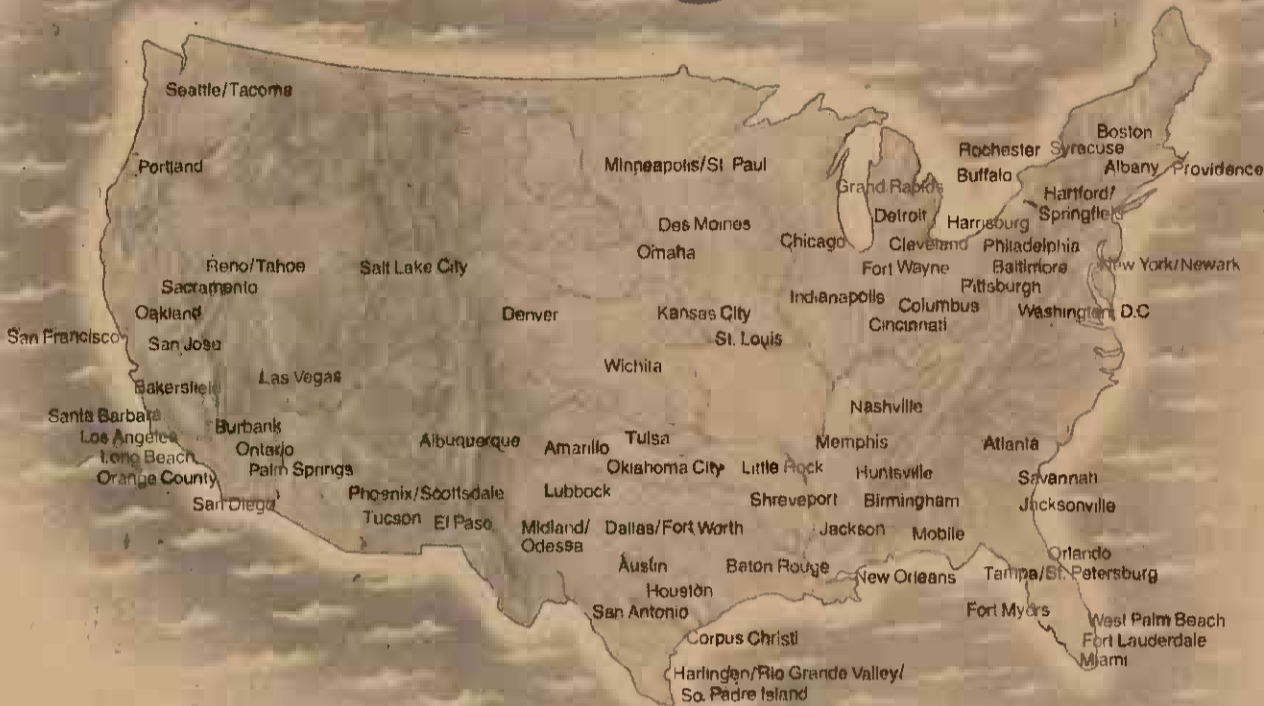 Seattle/Tacoma
Portland
Minneapolis/St. Paul
Boston
Rochester Syracuse
Buffalo
Albany
Providence
Grand Rapids
Hartford/
Springfield
Detroit
Harrisburg
Des Moines
Omaha
Chicago
Cleveland
Philadelphia
Reno/Tahoe
Salt Lake City
Fort Wayne
Baltimore
New York/Newark
Sacramento
Pittsburgh
Indianapolis
Columbus
Oakland
Denver
Kansas City
Cincinnati
Washington, D.C
San Francisco
San Jose
St. Louis
Wichita
Las Vegas
Bakersfield
Nashville
Santa Barbara
Burbank
Los Angeles
Ontario
Albuquerque
Amarillo
Tulsa
Memphis
Atlanta
Long Beach
Palm Springs
Oklahoma City
Little Rock
Huntsville
Orange County
Savannah
San Diego
Phoenix/Scottsdale
Lubbock
Shreveport
Birmingham
Jacksonville
Tucson
El Paso
Midland/
Odessa
Dallas/Fort Worth
Jackson
Mobile
Orlando
Austin
Baton Rouge
New Orleans
Tampa/St. Petersburg
Houston
San Antonio
Fort Myers
West Palm Beach
Corpus Christi
Fort Lauderdale
Miami
Harlingen/Rio Grande Valley/
So. Padre Island